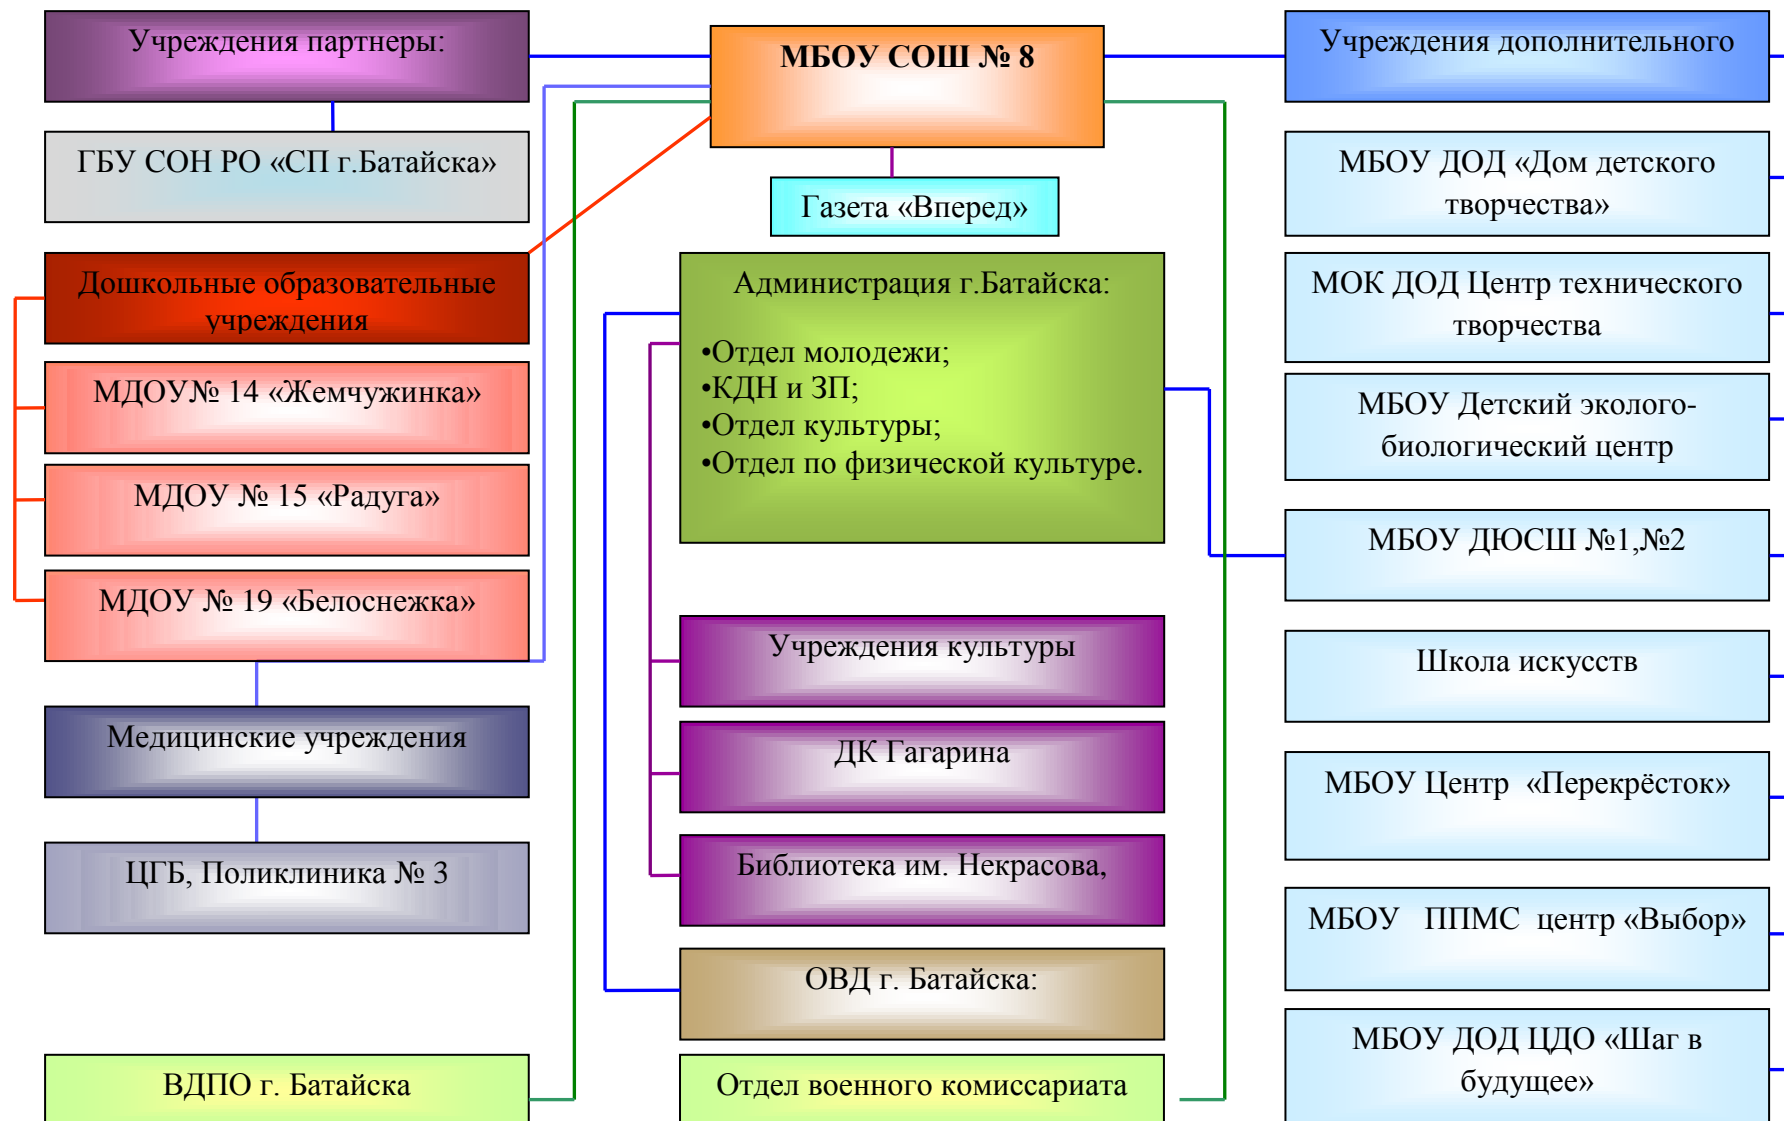 Учреждения партнеры:
МБОУ СОШ № 8
Учреждения дополнительного
ГБУ СОН РО «СП г.Батайска»
Газета «Вперед»
МБОУ ДОД «Дом детского
творчества»
Дошкольные образовательные
учреждения
МДОУ№ 14 «Жемчужинка»
МДОУ № 15 «Радуга»
МДОУ № 19 «Белоснежка»
Медицинские учреждения
ЦГБ, Поликлиника № 3
ВДПО г. Батайска
Администрация г.Батайска:
•Отдел молодежи;
•КДН и ЗП;
•Отдел культуры;
•Отдел по физической культуре.
Учреждения культуры
ДК Гагарина
Библиотека им. Некрасова,
ОВД г. Батайска:
Отдел военного комиссариата
МОК ДОД Центр технического
творчества
МБОУ Детский эколого-
биологический центр
МБОУ ДЮСШ №1,№2
Школа искусств
МБОУ Центр «Перекрёсток»
МБОУ ППМС центр «Выбор»
МБОУ ДОД ЦДО «Шаг в
будущее»